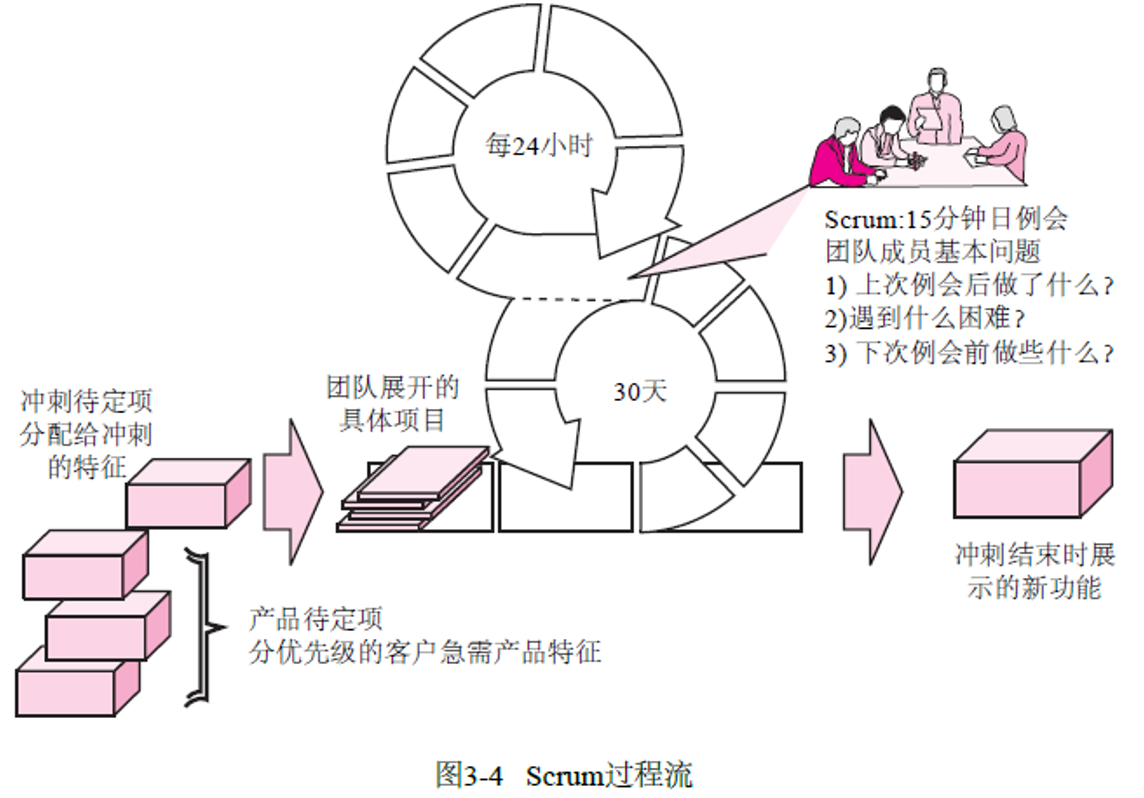 每24小时
Scrum:15分钟日例会
团队成员基本问题
1) 上次例会后做了什么?
2)遇到什么困难?
3) 下次例会前做些什么?
30天
团队展开的
具体项目
冲刺待定项
分配给冲刺
的特征
产品待定项
分优先级的客户急需产品特征
冲刺结束时展
示的新功能
图3-4 Scrum过程流